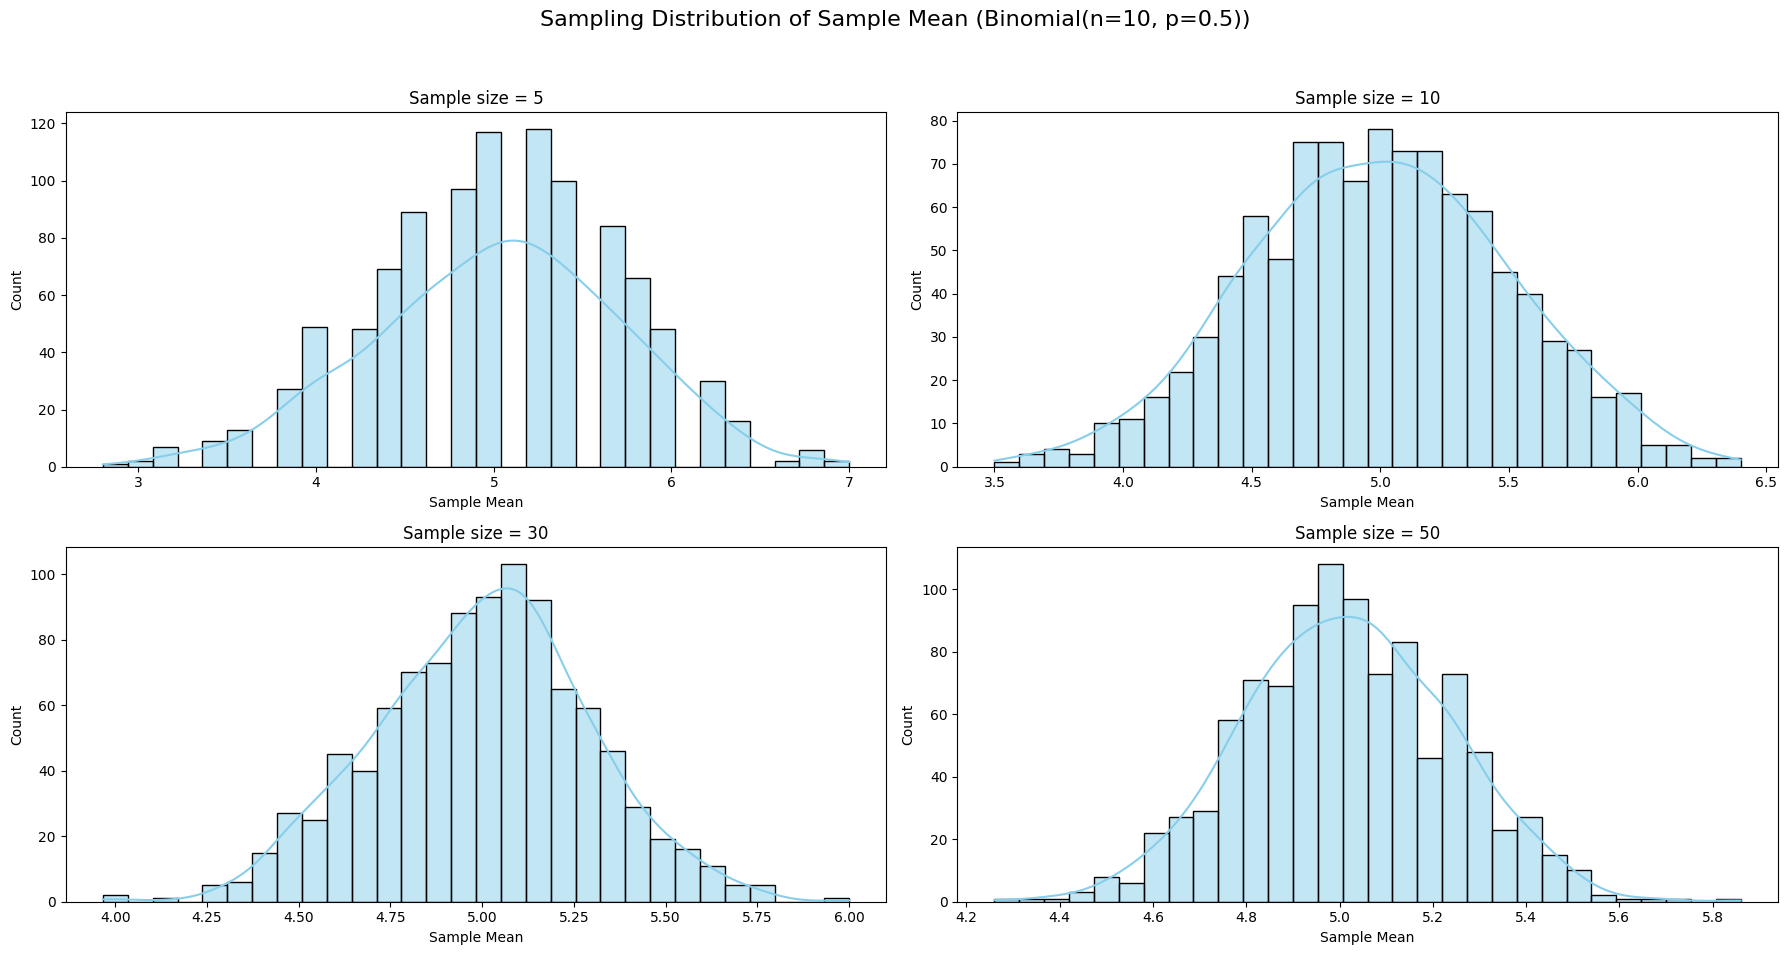 Sampling Distribution of Sample Mean (Binomial(n=10, p=0.5))
Sample size = 5
Count
120
100
80
60
40
20
0
3 4 5 6 7
Sample Mean
Sample size = 10
Count
80
70
60
50
40
30
20
10
0
3.5 4.0 4.5 5.0 5.5 6.0 6.5
Sample Mean
Sample size = 30
Count
100
80
60
40
20
0
4.00 4.25 4.50 4.75 5.00 5.25 5.50 5.75 6.00
Sample Mean
Sample size = 50
Count
100
80
60
40
20
0
4.2 4.4 4.6 4.8 5.0 5.2 5.4 5.6 5.8
Sample Mean